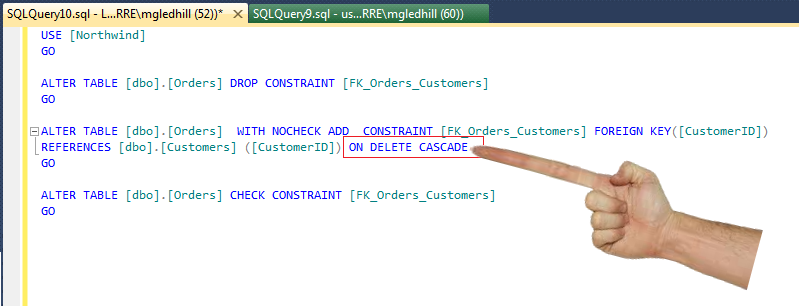 SQLQuery10.sql - L...RRE\mgledhill (52))* SQLQuery9.sql - us...RRE\mgledhill (60))
USE [Northwind]
GO
ALTER TABLE [dbo].[Orders] DROP CONSTRAINT [FK_Orders_Customers]
GO
ALTER TABLE [dbo].[Orders]  WITH NOCHECK ADD  CONSTRAINT [FK_Orders_Customers] FOREIGN KEY([CustomerID])
REFERENCES [dbo].[Customers] ([CustomerID]) ON DELETE CASCADE
GO
ALTER TABLE [dbo].[Orders] CHECK CONSTRAINT [FK_Orders_Customers]
GO